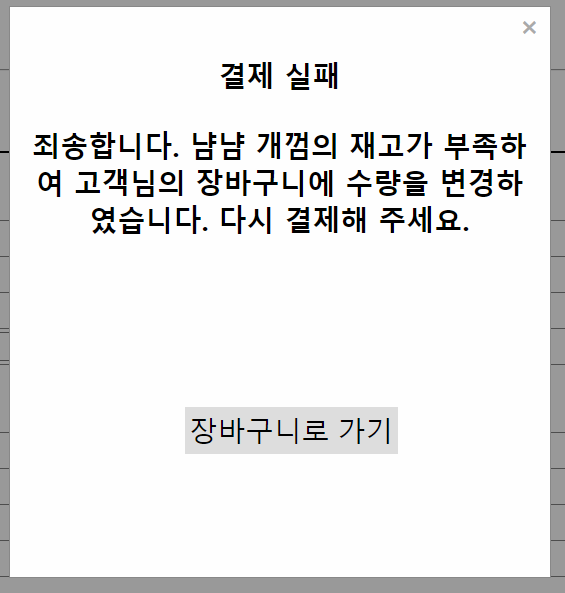 ×
결제 실패
죄송합니다. 냠냠 개껌의 재고가 부족하
여 고객님의 장바구니에 수량을 변경하
였습니다. 다시 결제해 주세요.
장바구니로 가기